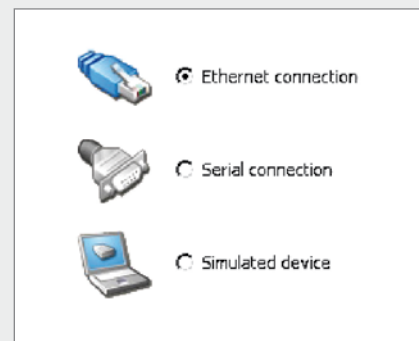 Ethernet connection
Serial connection
Simulated device